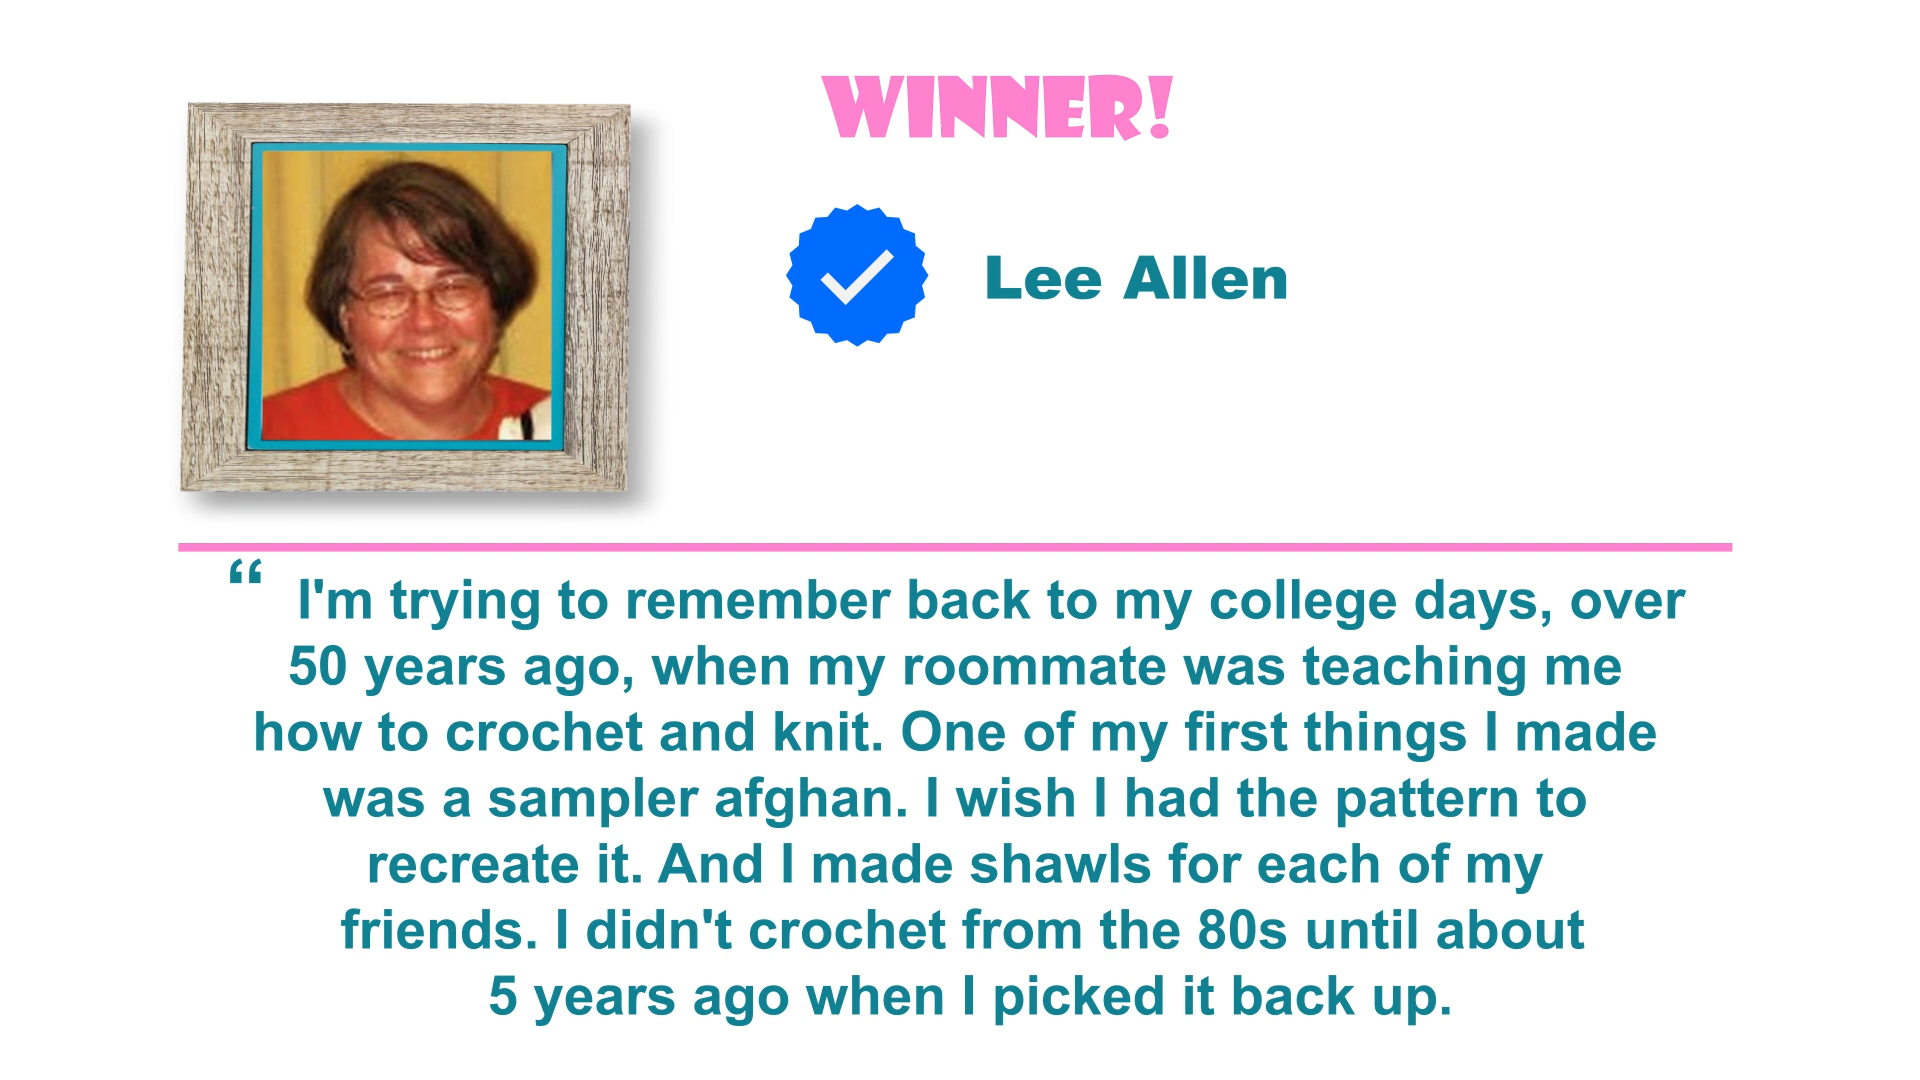 WINNER!
Lee Allen
“ I'm trying to remember back to my college days, over
50 years ago, when my roommate was teaching me
how to crochet and knit. One of my first things I made
was a sampler afghan. I wish I had the pattern to
recreate it. And I made shawls for each of my
friends. I didn't crochet from the 80s until about
5 years ago when I picked it back up.